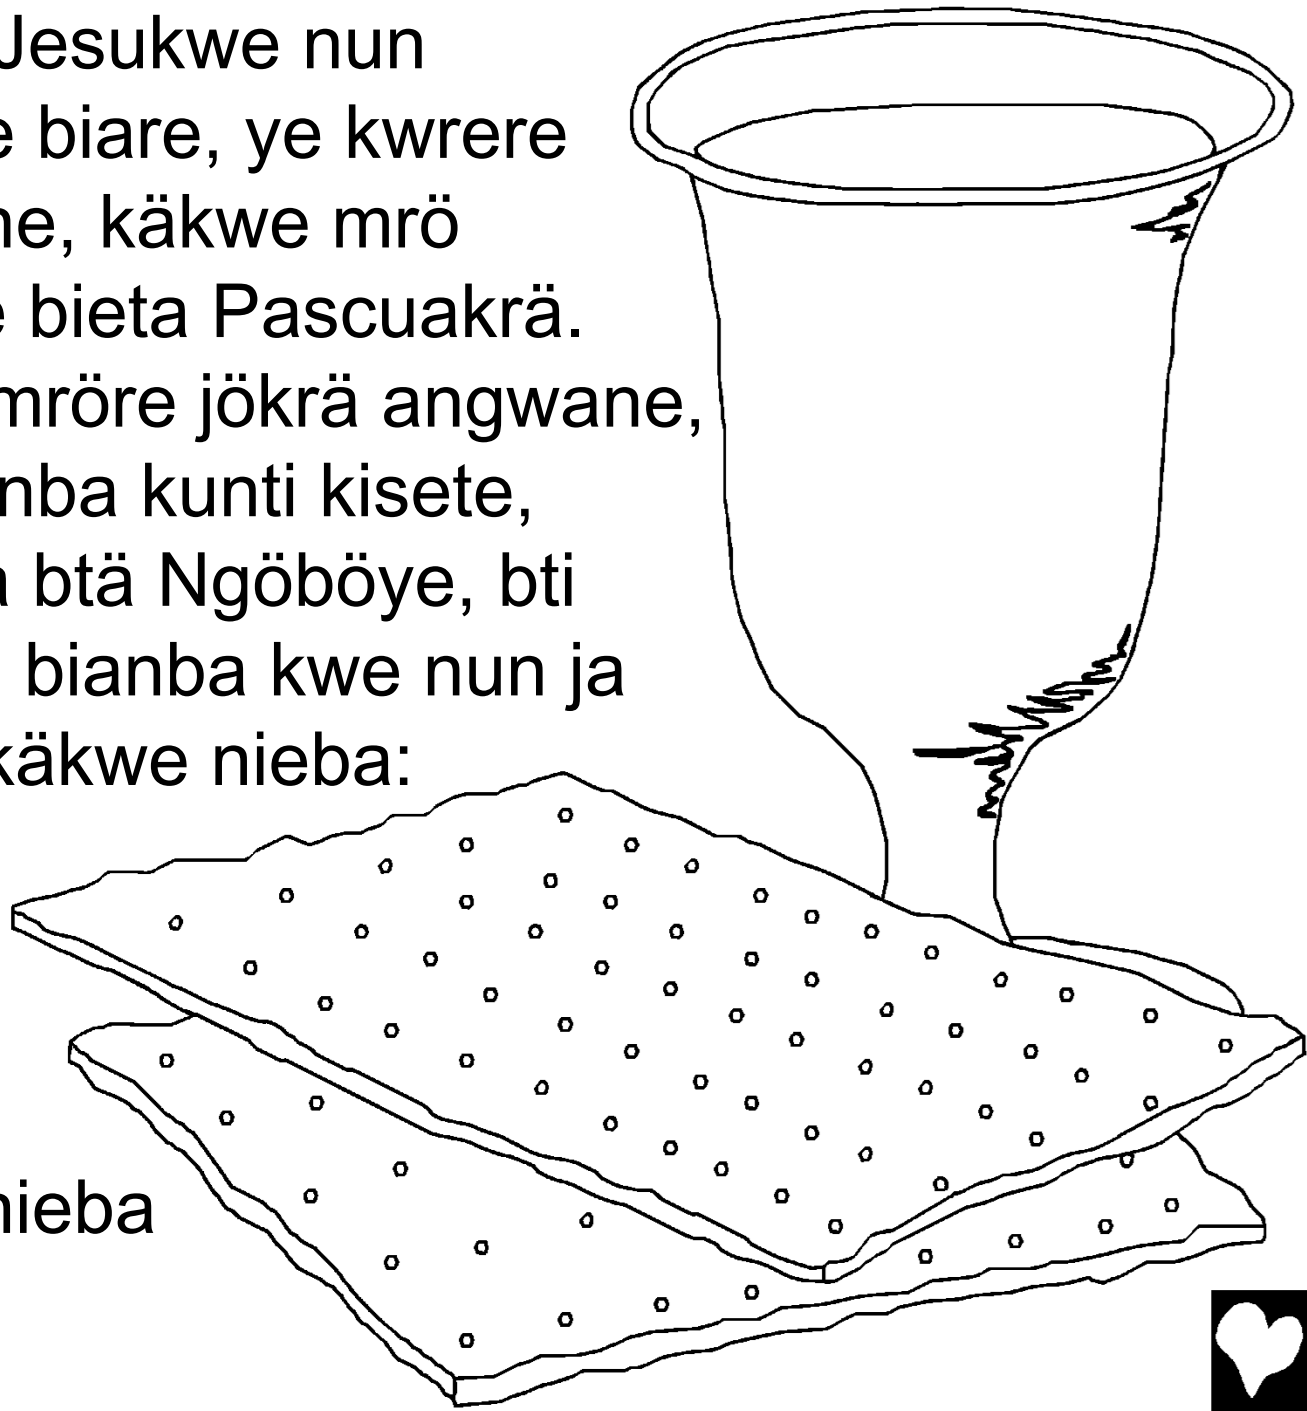 Jesukwe nun
e biare, ye kwrere
ne, käkwe mrö
e bieta Pascuakrä.
mröre jökrä angwane,
nba kunti kisete,
a btä Ngöböye, bti
bianba kwe nun ja
käkwe nieba:
nieba